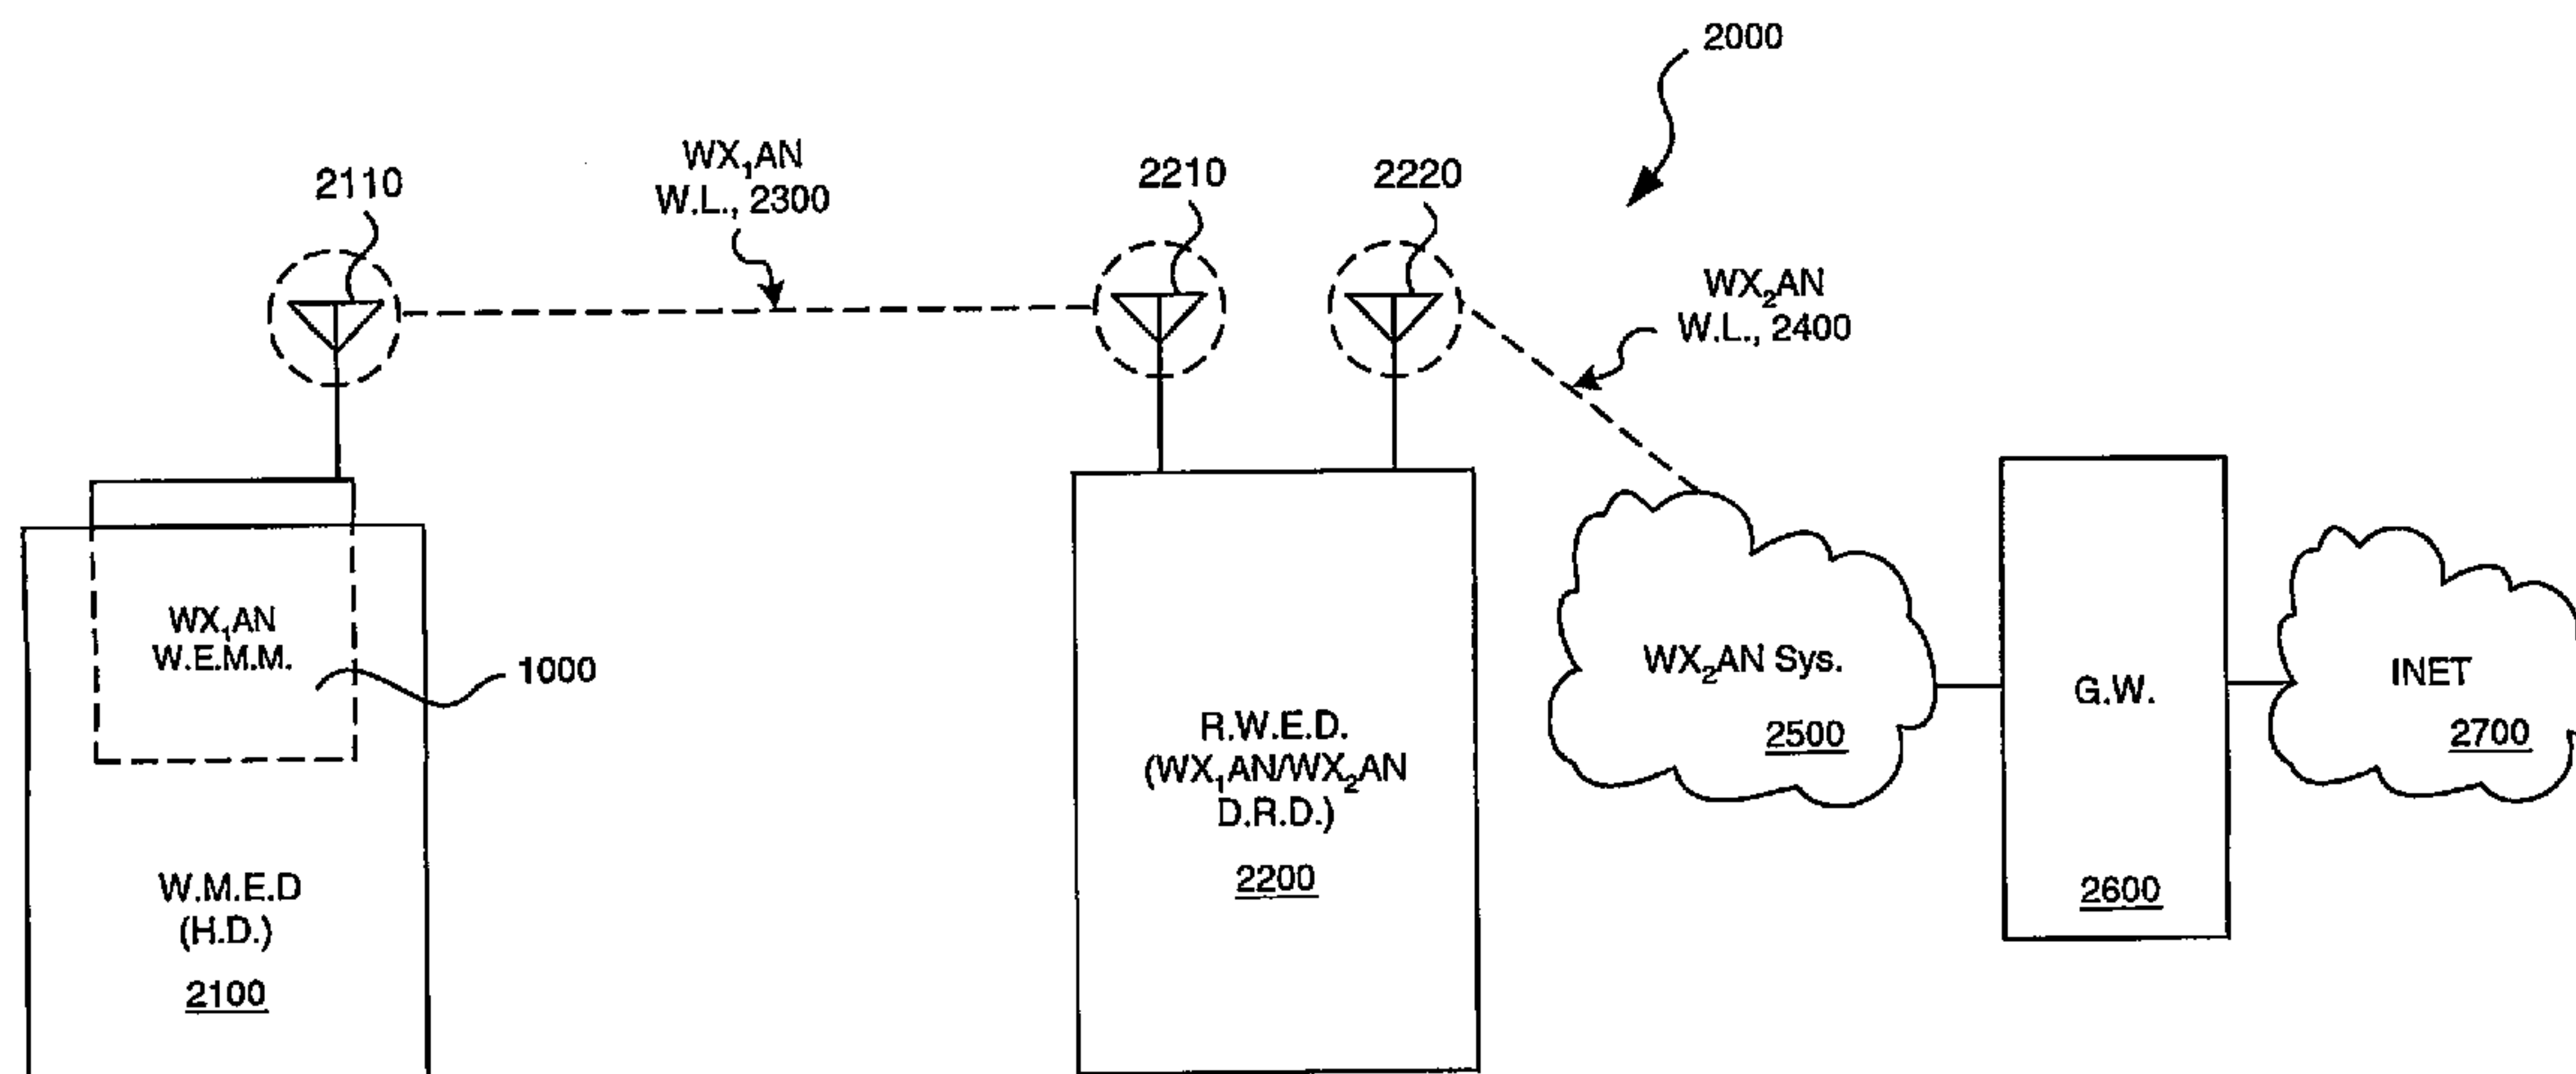 2000
WX₁AN
W.L., 2300
2110
2210
2220
WX₂AN
W.L., 2400
WX₁AN
W.E.M.M.
1000
W.M.E.D
(H.D.)
2100
R.W.E.D.
(WX₁AN/WX₂AN
D.R.D.)
2200
WX₂AN Sys.
2500
G.W.
2600
INET
2700